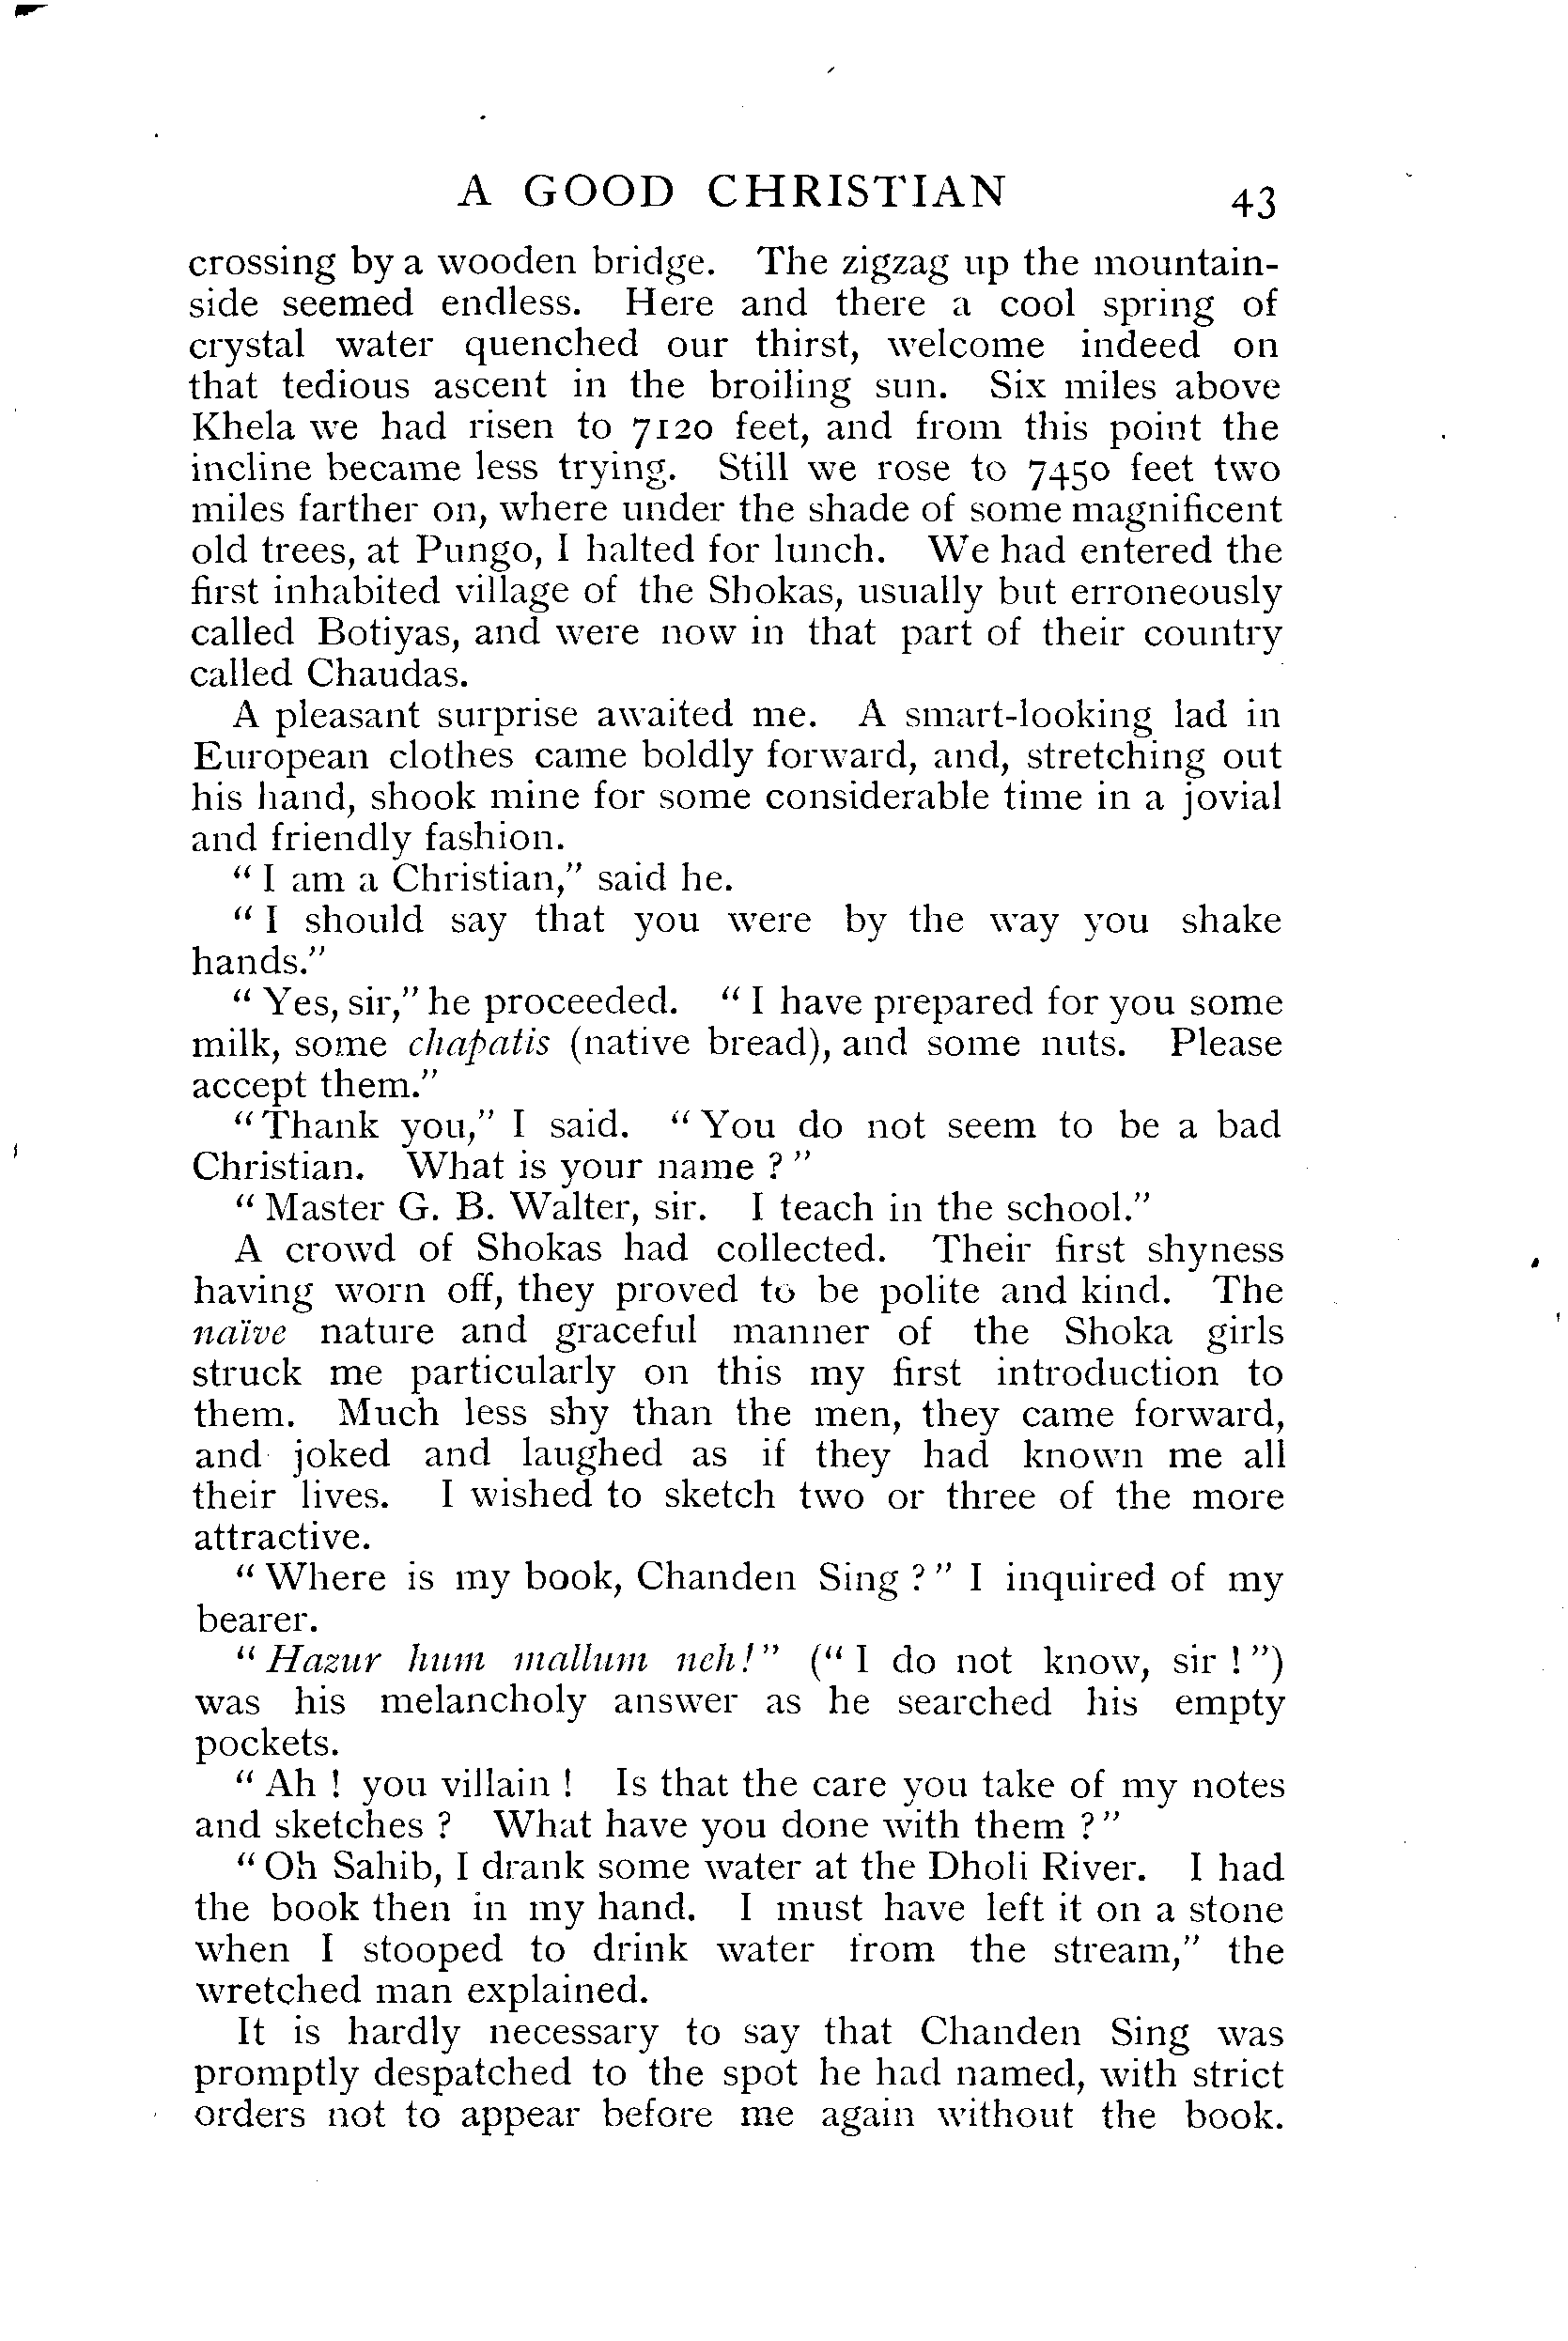 A GOOD CHRISTIAN 43
crossing by a wooden bridge. The zigzag up the mountain-
side seemed endless. Here and there a cool spring of
crystal water quenched our thirst, welcome indeed on
that tedious ascent in the broiling sun. Six miles above
Khela we had risen to 7120 feet, and from this point the
incline became less trying. Still we rose to 7450 feet two
miles farther on, where under the shade of some magnificent
old trees, at Pungo, I halted for lunch. We had entered the
first inhabited village of the Shokas, usually but erroneously
called Botiyas, and were now in that part of their country
called Chaudas.
A pleasant surprise awaited me. A smart-looking lad in
European clothes came boldly forward, and, stretching out
his hand, shook mine for some considerable time in a jovial
and friendly fashion.
"I am a Christian," said he.
"I should say that you were by the way you shake
hands."
"Yes, sir," he proceeded. "I have prepared for you some
milk, some chapatis (native bread), and some nuts. Please
accept them."
"Thank you," I said. "You do not seem to be a bad
Christian. What is your name ?"
"Master G. B. Walter, sir. I teach in the school."
A crowd of Shokas had collected. Their first shyness
having worn off, they proved to be polite and kind. The
naïve nature and graceful manner of the Shoka girls
struck me particularly on this my first introduction to
them. Much less shy than the men, they came forward,
and joked and laughed as if they had known me all
their lives. I wished to sketch two or three of the more
attractive.
"Where is my book, Chanden Sing ?" I inquired of my
bearer.
"Hazur hum mallum neh!" ("I do not know, sir !")
was his melancholy answer as he searched his empty
pockets.
"Ah ! you villain ! Is that the care you take of my notes
and sketches ? What have you done with them ?"
"Oh Sahib, I drank some water at the Dholi River. I had
the book then in my hand. I must have left it on a stone
when I stooped to drink water from the stream," the
wretched man explained.
It is hardly necessary to say that Chanden Sing was
promptly despatched to the spot he had named, with strict
orders not to appear before me again without the book.